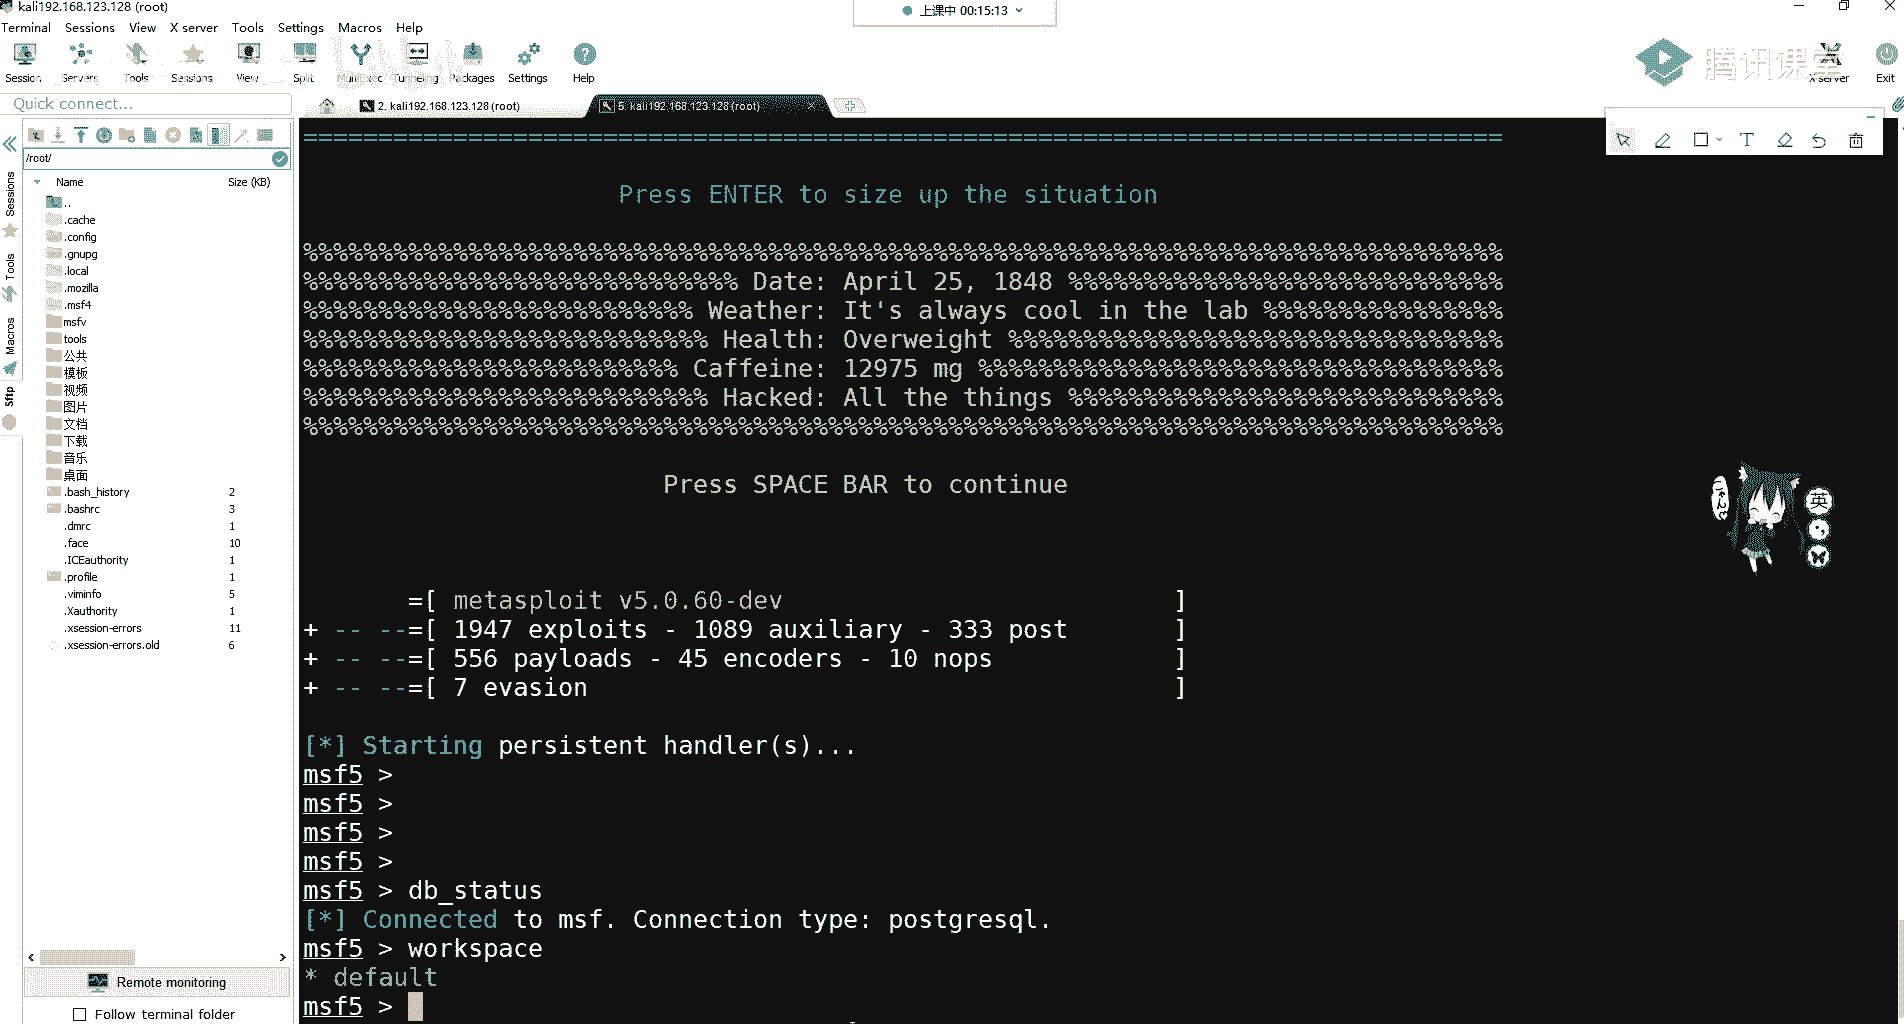 kali192.168.123.128 (root)
上课中 00:15:13
Terminal Sessions View X server Tools Settings Macros Help
Session Servers Tools Sessions View Split MultiExec Tunneling Packages Settings Help
腾讯课堂
X server Exit
Quick connect...
2. kali192.168.123.128 (root)
5. kali192.168.123.128 (root)
/root/
Name Size (KB)
..
.cache
.config
.gnupg
.local
.mozilla
.msf4
msfv
tools
公共
模板
视频
图片
文档
下载
音乐
桌面
.bash_history 2
.bashrc 3
.dmrc 1
.face 10
.ICEauthority 1
.profile 1
.viminfo 5
.Xauthority 1
.xsession-errors 11
.xsession-errors.old 6
Sessions
Tools
Macros
Sftp
Remote monitoring
Follow terminal folder
================================================================================
Press ENTER to size up the situation
%%%%%%%%%%%%%%%%%%%%%%%%%%%%%%%%%%%%%%%%%%%%%%%%%%%%%%%%%%%%%%%%%%%%%%%%%%%%%%
%%%%%%%%%%%%%%%%%%%%%%%%%%%%% Date: April 25, 1848 %%%%%%%%%%%%%%%%%%%%%%%%%%%%%
%%%%%%%%%%%%%%%%%%%%%%%%%% Weather: It's always cool in the lab %%%%%%%%%%%%%%%%
%%%%%%%%%%%%%%%%%%%%%%%%%%% Health: Overweight %%%%%%%%%%%%%%%%%%%%%%%%%%%%%%%%%
%%%%%%%%%%%%%%%%%%%%%%%%% Caffeine: 12975 mg %%%%%%%%%%%%%%%%%%%%%%%%%%%%%%%%%%%
%%%%%%%%%%%%%%%%%%%%%%%%%%% Hacked: All the things %%%%%%%%%%%%%%%%%%%%%%%%%%%%%
%%%%%%%%%%%%%%%%%%%%%%%%%%%%%%%%%%%%%%%%%%%%%%%%%%%%%%%%%%%%%%%%%%%%%%%%%%%%%%
Press SPACE BAR to continue
=[ metasploit v5.0.60-dev ]
+ -- --=[ 1947 exploits - 1089 auxiliary - 333 post ]
+ -- --=[ 556 payloads - 45 encoders - 10 nops ]
+ -- --=[ 7 evasion ]
[*] Starting persistent handler(s)...
msf5 >
msf5 >
msf5 >
msf5 >
msf5 > db_status
[*] Connected to msf. Connection type: postgresql.
msf5 > workspace
* default
msf5 >
T
英